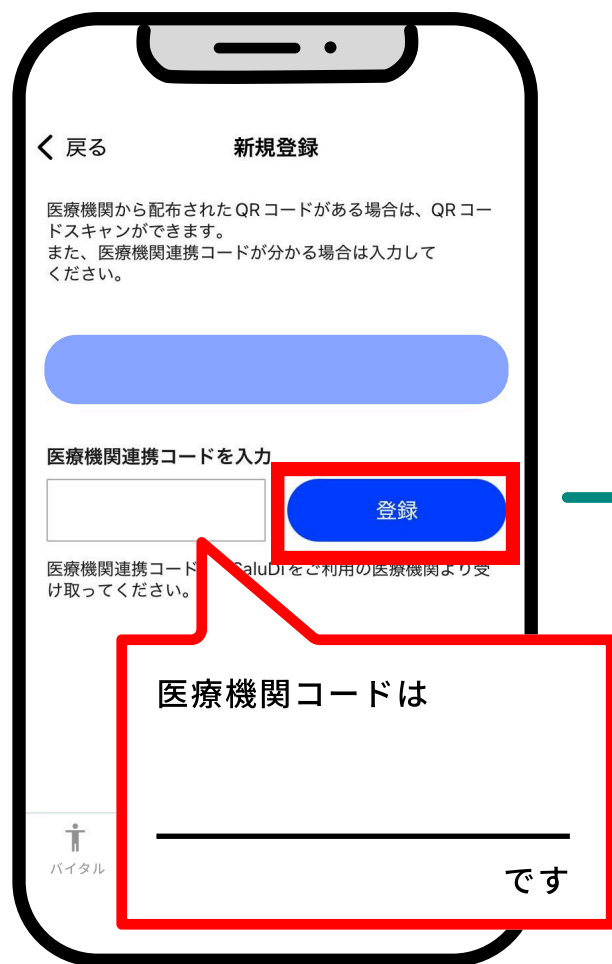 戻る 新規登録
医療機関から配布されたQRコードがある場合は、QRコー
ドスキャンができます。
また、医療機関連携コードが分かる場合は入力して
ください。
医療機関連携コードを入力
登録
医療機関連携コード SaluDIをご利用の医療機関より受
け取ってください。
医療機関コードは
です
バイタル